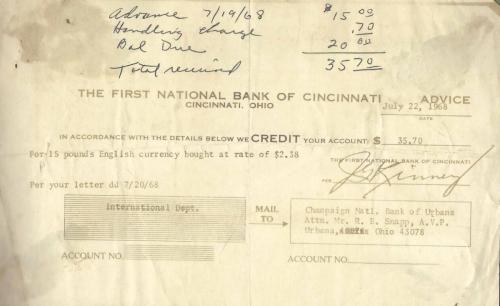 Advance 7/19/68 $15 00
Handling charge .70
Bal Due 20 00
Total received 35 70
THE FIRST NATIONAL BANK OF CINCINNATI ADVICE
CINCINNATI, OHIO
July 22, 1968
DATE
IN ACCORDANCE WITH THE DETAILS BELOW WE CREDIT YOUR ACCOUNT: $ 35.70
For 15 pounds English currency bought at rate of $2.38
THE FIRST NATIONAL BANK OF CINCINNATI
Per your letter dd 7/20/68
PER Kinney
International Dept.
MAIL TO
Champaign Natl. Bank of Urbana
Attn. Mr. R. B. Snapp, A.V.P.
Urbana, Ohio 43078
ACCOUNT NO.
ACCOUNT NO.